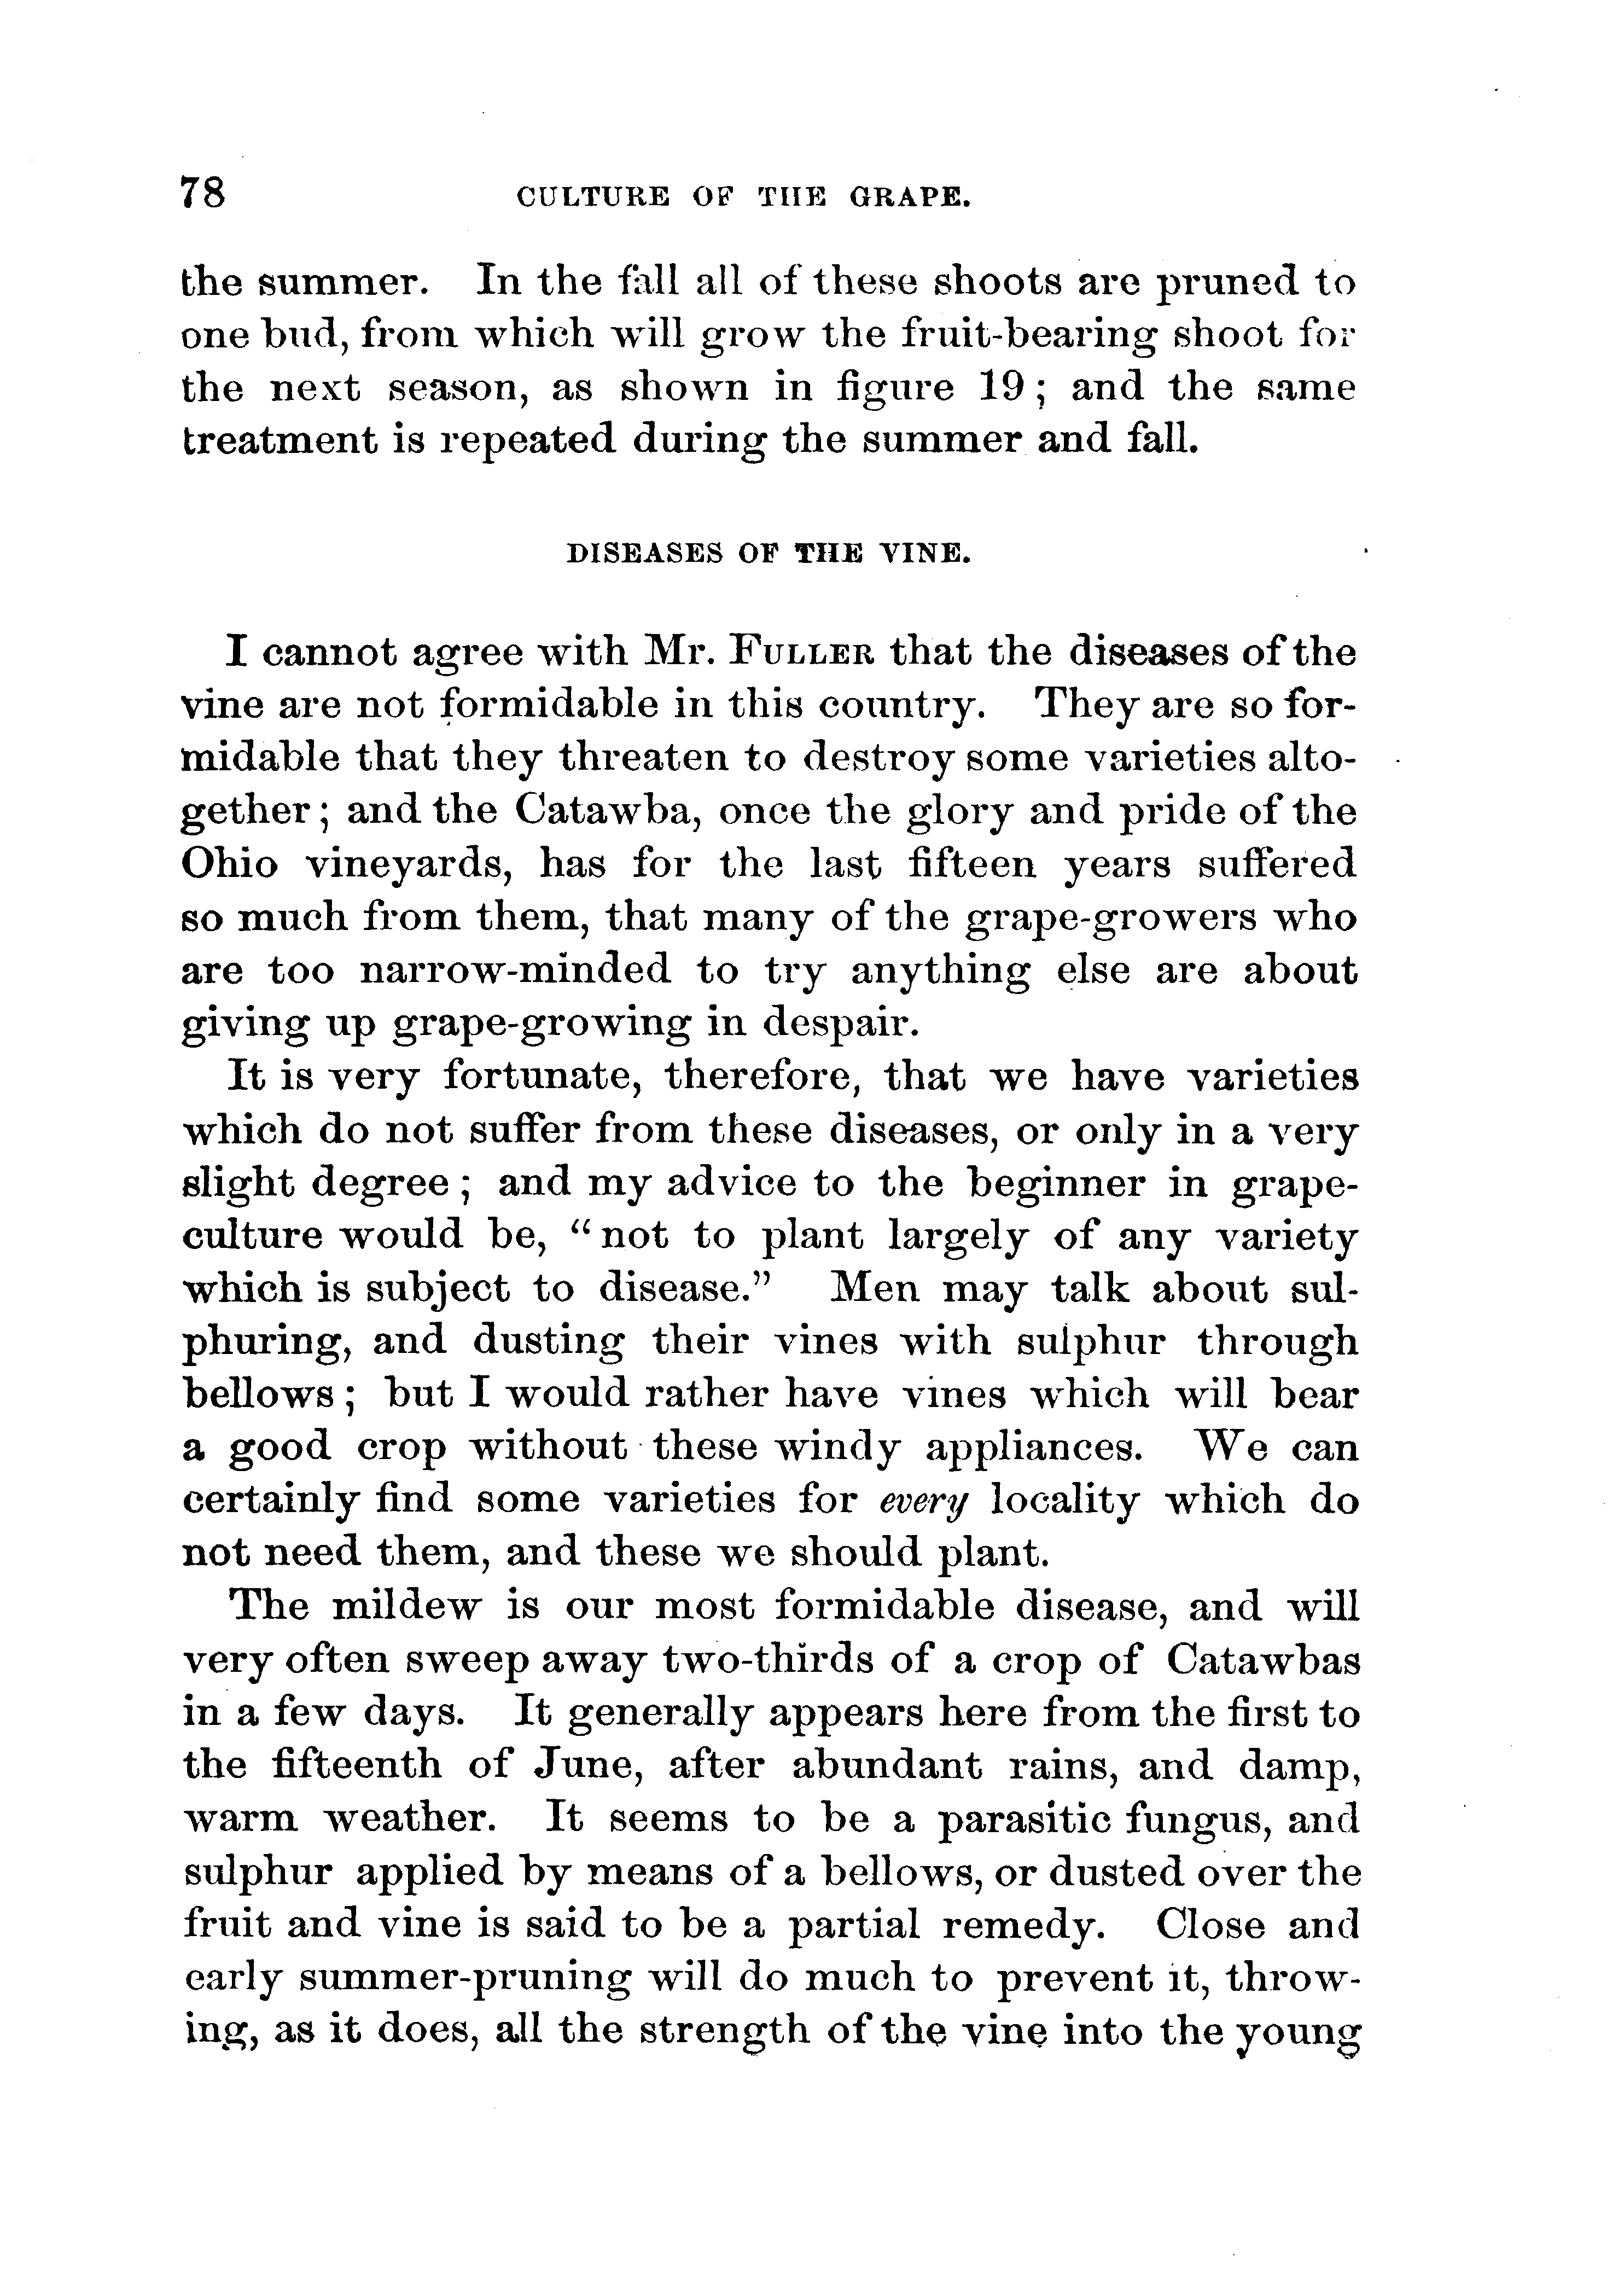 78 CULTURE OF THE GRAPE.
the summer. In the fall all of these shoots are pruned to
one bud, from which will grow the fruit-bearing shoot for
the next season, as shown in figure 19; and the same
treatment is repeated during the summer and fall.
DISEASES OF THE VINE.
I cannot agree with Mr. FULLER that the diseases of the
vine are not formidable in this country. They are so for-
midable that they threaten to destroy some varieties alto-
gether; and the Catawba, once the glory and pride of the
Ohio vineyards, has for the last fifteen years suffered
so much from them, that many of the grape-growers who
are too narrow-minded to try anything else are about
giving up grape-growing in despair.
It is very fortunate, therefore, that we have varieties
which do not suffer from these diseases, or only in a very
slight degree; and my advice to the beginner in grape-
culture would be, "not to plant largely of any variety
which is subject to disease." Men may talk about sul-
phuring, and dusting their vines with sulphur through
bellows; but I would rather have vines which will bear
a good crop without these windy appliances. We can
certainly find some varieties for every locality which do
not need them, and these we should plant.
The mildew is our most formidable disease, and will
very often sweep away two-thirds of a crop of Catawbas
in a few days. It generally appears here from the first to
the fifteenth of June, after abundant rains, and damp,
warm weather. It seems to be a parasitic fungus, and
sulphur applied by means of a bellows, or dusted over the
fruit and vine is said to be a partial remedy. Close and
early summer-pruning will do much to prevent it, throw-
ing, as it does, all the strength of the vine into the young